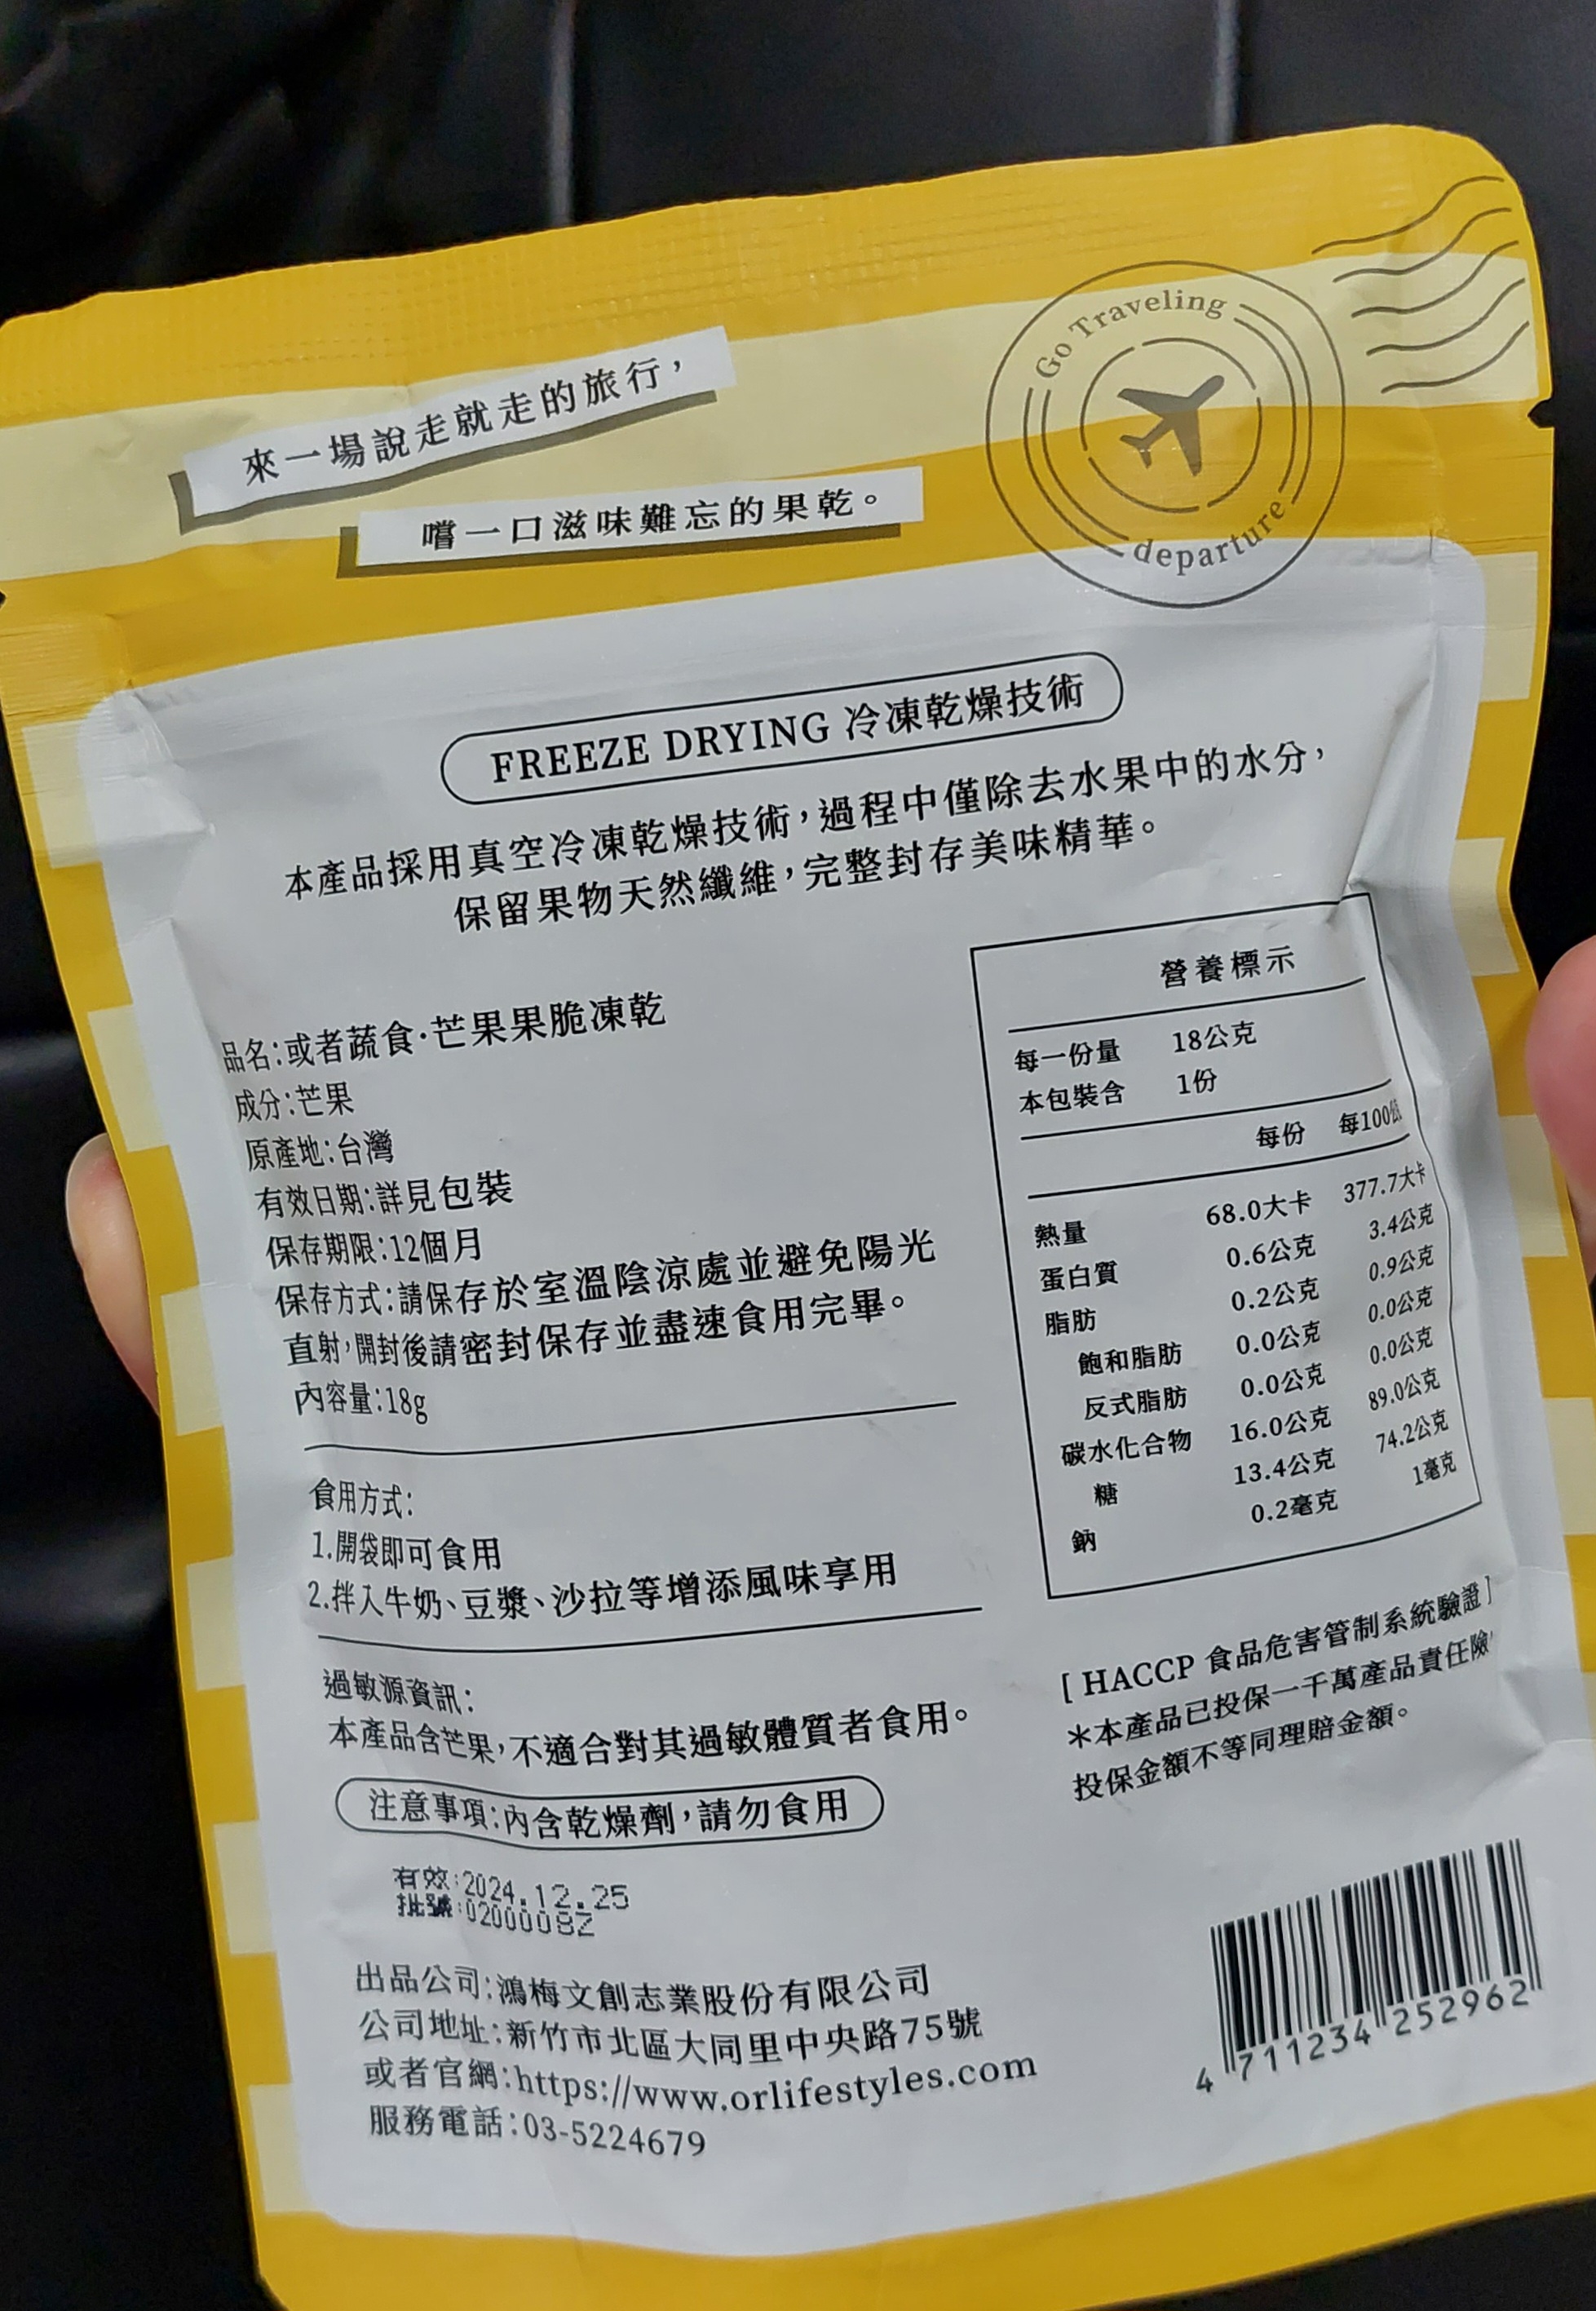 來一場說走就走的旅行，
嚐一口滋味難忘的果乾。
Go Traveling
departure
FREEZE DRYING 冷凍乾燥技術
本產品採用真空冷凍乾燥技術，過程中僅除去水果中的水分，
保留果物天然纖維，完整封存美味精華。
品名：或者蔬食·芒果果脆凍乾
成分：芒果
原產地：台灣
有效日期：詳見包裝
保存期限：12個月
保存方式：請保存於室溫陰涼處並避免陽光
直射，開封後請密封保存並盡速食用完畢。
內容量：18g
食用方式：
1.開袋即可食用
2.拌入牛奶、豆漿、沙拉等增添風味享用
過敏源資訊：
本產品含芒果，不適合對其過敏體質者食用。
注意事項：內含乾燥劑，請勿食用
有效：2024.12.25
批號：0200008Z
出品公司：鴻梅文創志業股份有限公司
公司地址：新竹市北區大同里中央路75號
或者官網：https://www.orlifestyles.com
服務電話：03-5224679
營養標示
每一份量 18公克
本包裝含 1份
每份 每100
熱量 68.0大卡 377.7大卡
蛋白質 0.6公克 3.4公克
脂肪 0.2公克 0.9公克
飽和脂肪 0.0公克 0.0公克
反式脂肪 0.0公克 0.0公克
碳水化合物 16.0公克 89.0公克
糖 13.4公克 74.2公克
鈉 0.2毫克 1毫克
[ HACCP 食品危害管制系統驗證 ]
＊本產品已投保一千萬產品責任險
投保金額不等同理賠金額。
4 711234 252962